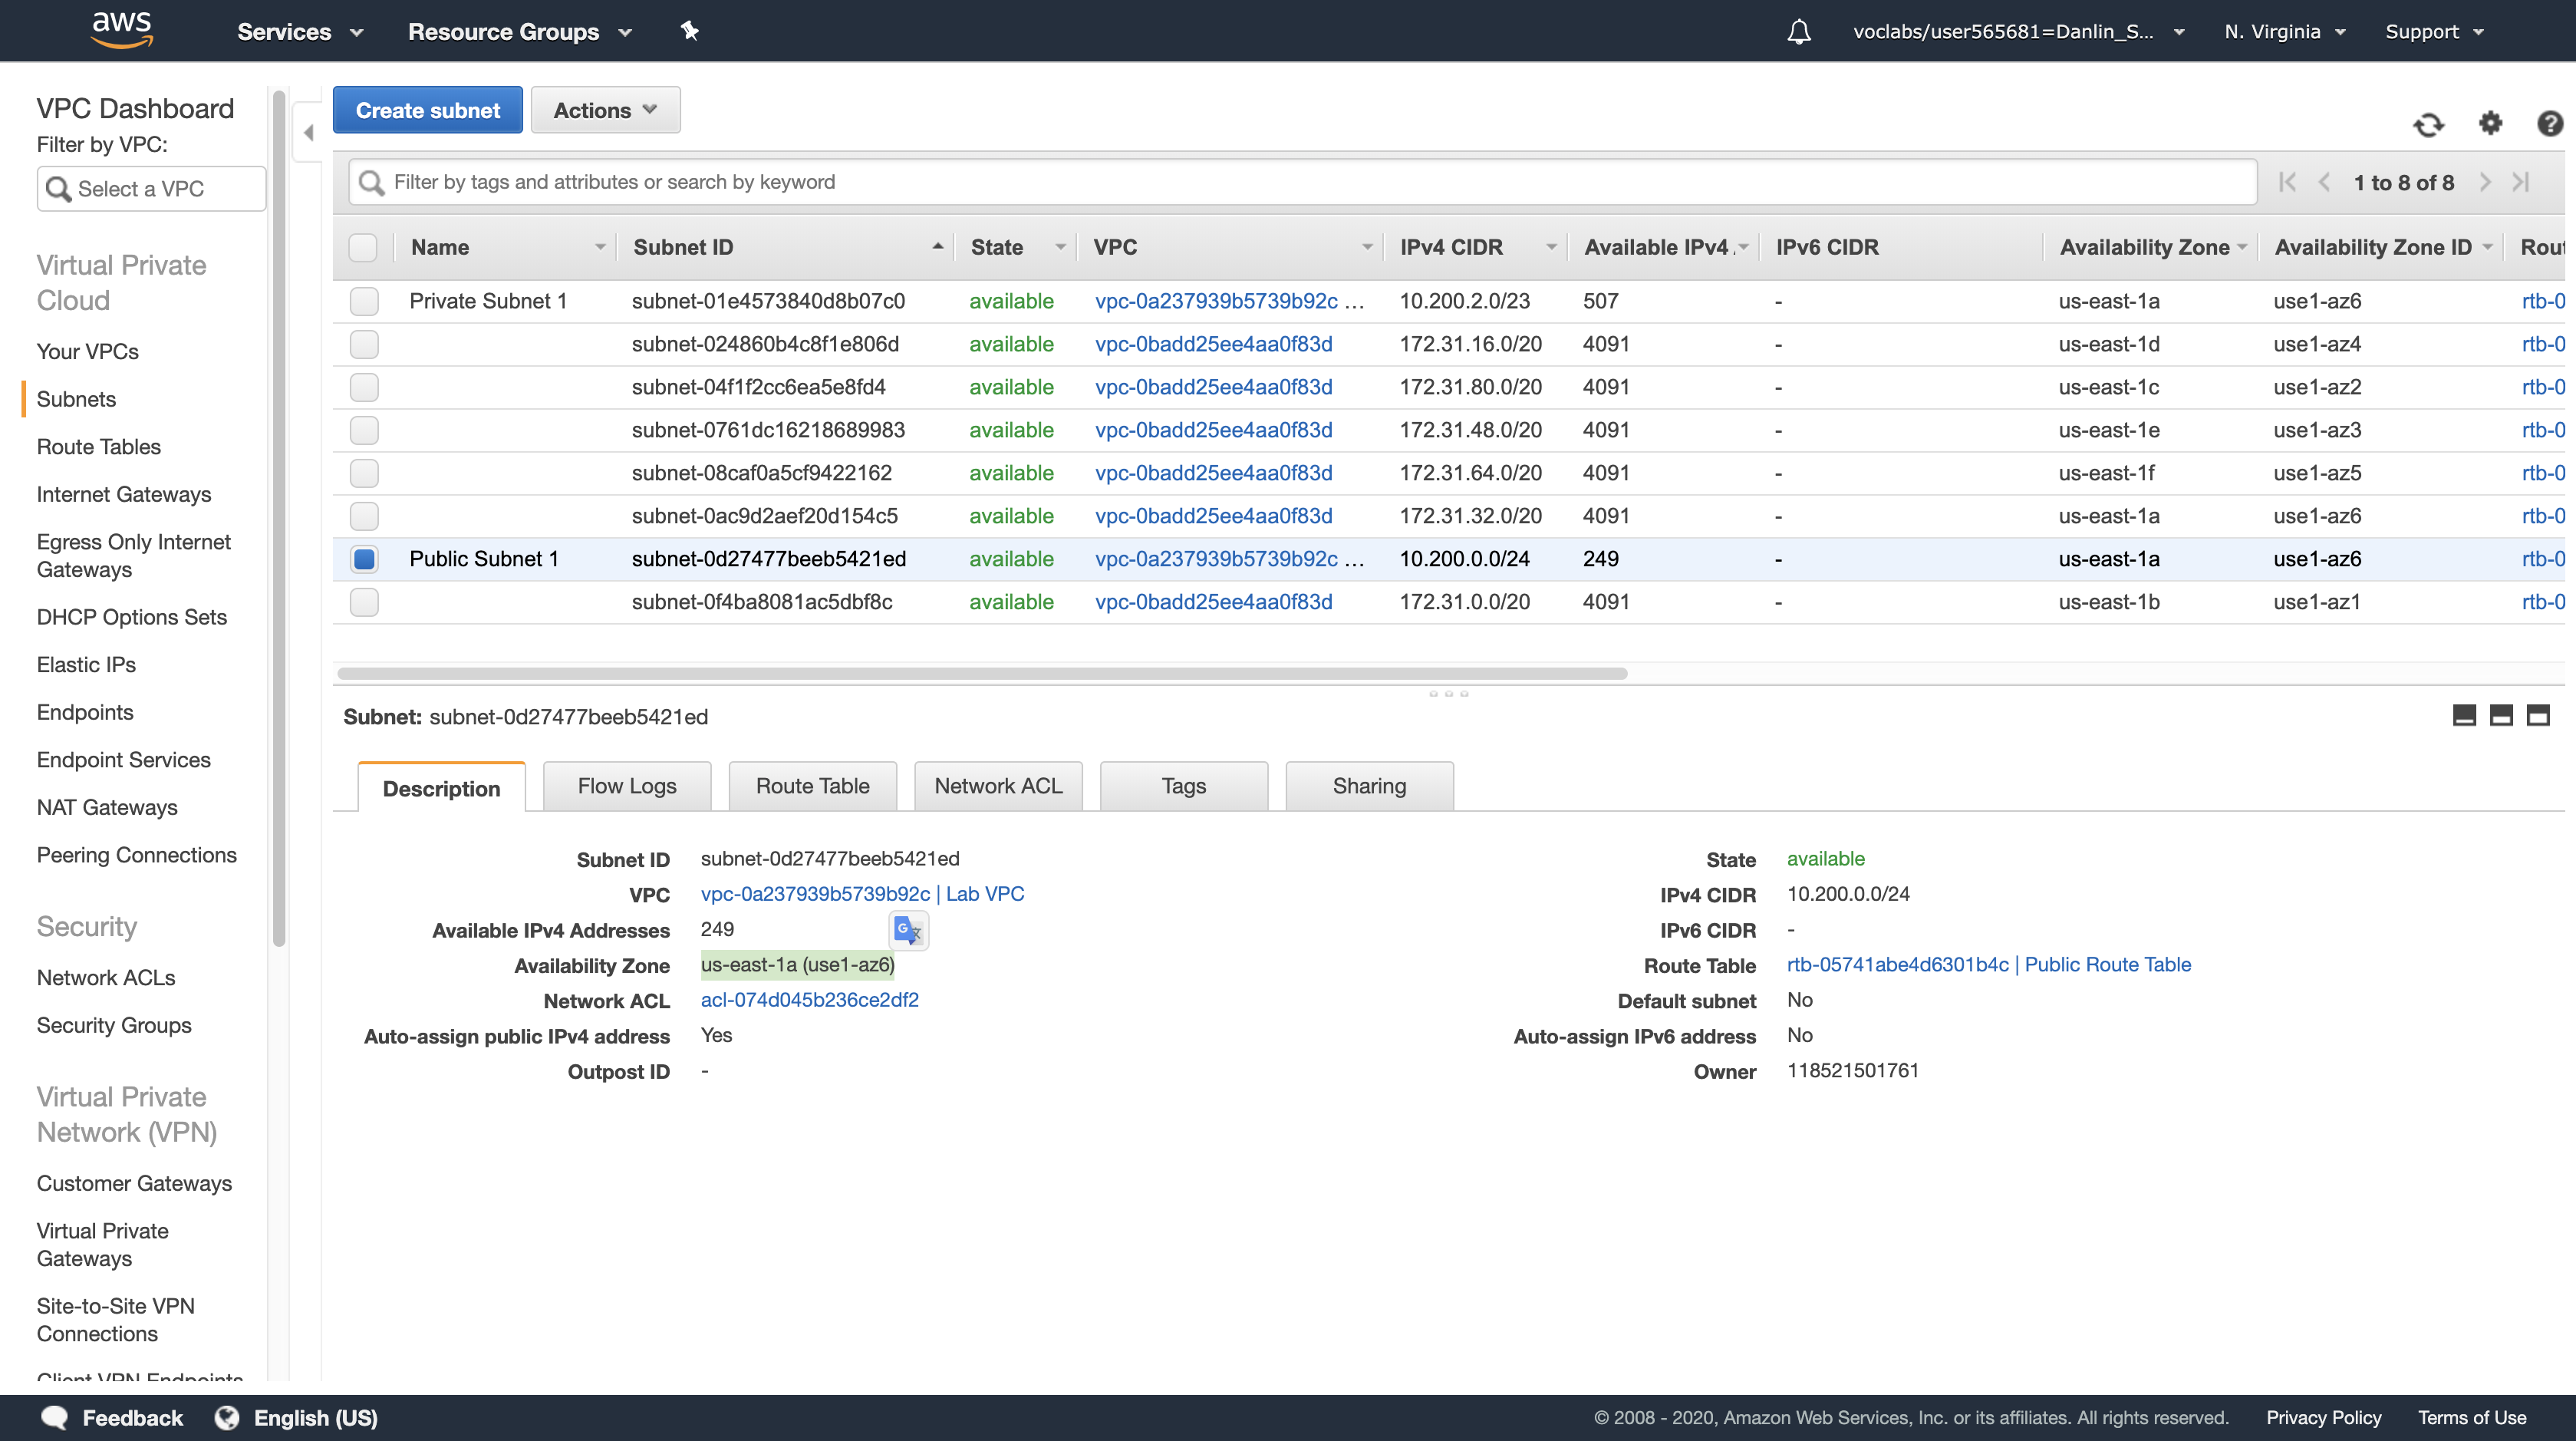 aws Services Resource Groups voclabs/user565681=Danlin_S... N. Virginia Support
VPC Dashboard
Filter by VPC:
Select a VPC
Virtual Private
Cloud
Your VPCs
Subnets
Route Tables
Internet Gateways
Egress Only Internet
Gateways
DHCP Options Sets
Elastic IPs
Endpoints
Endpoint Services
NAT Gateways
Peering Connections
Security
Network ACLs
Security Groups
Virtual Private
Network (VPN)
Customer Gateways
Virtual Private
Gateways
Site-to-Site VPN
Connections
Client VPN Endpoints
Create subnet Actions
Filter by tags and attributes or search by keyword 1 to 8 of 8
Name Subnet ID State VPC IPv4 CIDR Available IPv4 . IPv6 CIDR Availability Zone Availability Zone ID Rout
Private Subnet 1 subnet-01e4573840d8b07c0 available vpc-0a237939b5739b92c ... 10.200.2.0/23 507 - us-east-1a use1-az6 rtb-0
subnet-024860b4c8f1e806d available vpc-0badd25ee4aa0f83d 172.31.16.0/20 4091 - us-east-1d use1-az4 rtb-0
subnet-04f1f2cc6ea5e8fd4 available vpc-0badd25ee4aa0f83d 172.31.80.0/20 4091 - us-east-1c use1-az2 rtb-0
subnet-0761dc16218689983 available vpc-0badd25ee4aa0f83d 172.31.48.0/20 4091 - us-east-1e use1-az3 rtb-0
subnet-08caf0a5cf9422162 available vpc-0badd25ee4aa0f83d 172.31.64.0/20 4091 - us-east-1f use1-az5 rtb-0
subnet-0ac9d2aef20d154c5 available vpc-0badd25ee4aa0f83d 172.31.32.0/20 4091 - us-east-1a use1-az6 rtb-0
Public Subnet 1 subnet-0d27477beeb5421ed available vpc-0a237939b5739b92c ... 10.200.0.0/24 249 - us-east-1a use1-az6 rtb-0
subnet-0f4ba8081ac5dbf8c available vpc-0badd25ee4aa0f83d 172.31.0.0/20 4091 - us-east-1b use1-az1 rtb-0
Subnet: subnet-0d27477beeb5421ed
Description Flow Logs Route Table Network ACL Tags Sharing
Subnet ID subnet-0d27477beeb5421ed State available
VPC vpc-0a237939b5739b92c | Lab VPC IPv4 CIDR 10.200.0.0/24
Available IPv4 Addresses 249 IPv6 CIDR -
Availability Zone us-east-1a (use1-az6) Route Table rtb-05741abe4d6301b4c | Public Route Table
Network ACL acl-074d045b236ce2df2 Default subnet No
Auto-assign public IPv4 address Yes Auto-assign IPv6 address No
Outpost ID - Owner 118521501761
Feedback English (US) © 2008 - 2020, Amazon Web Services, Inc. or its affiliates. All rights reserved. Privacy Policy Terms of Use